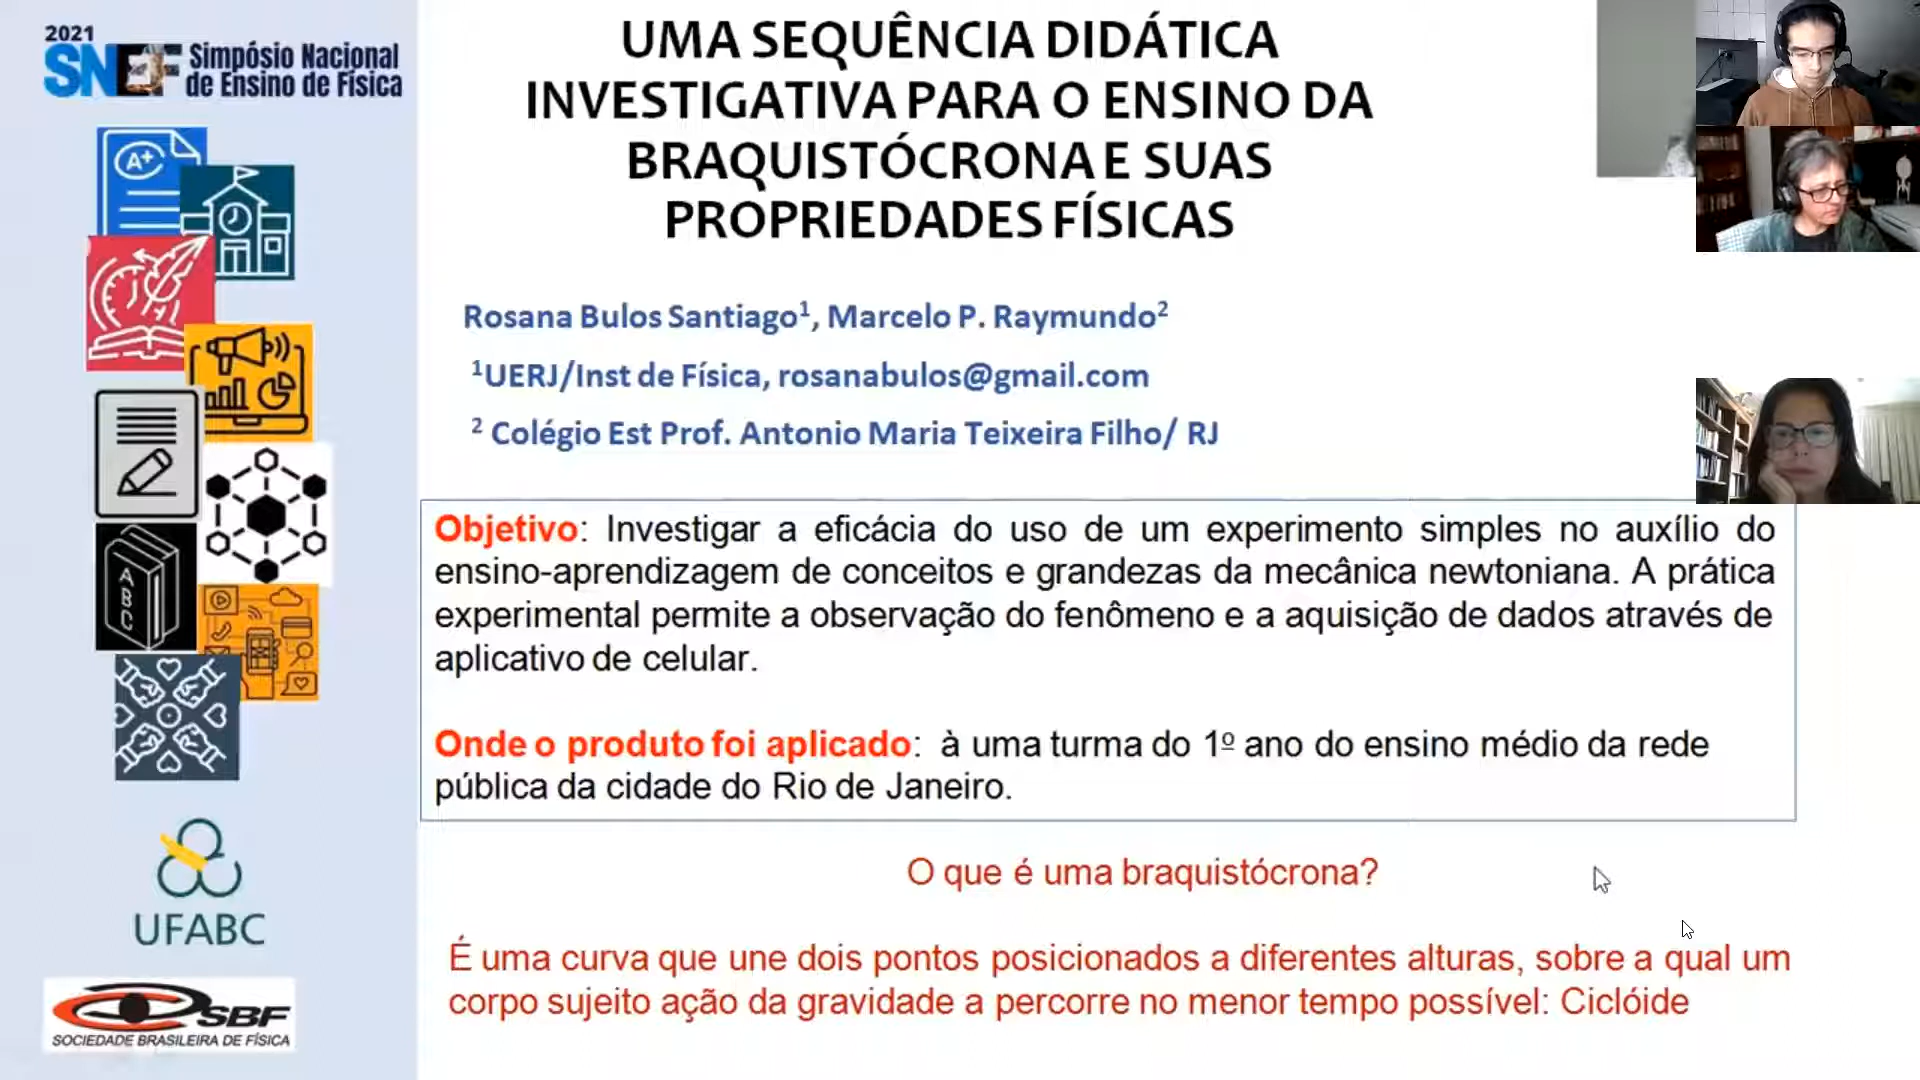 2021
SNEF Simpósio Nacional
de Ensino de Física
UMA SEQUÊNCIA DIDÁTICA
INVESTIGATIVA PARA O ENSINO DA
BRAQUISTÓCRONA E SUAS
PROPRIEDADES FÍSICAS
Rosana Bulos Santiago¹, Marcelo P. Raymundo²
¹UERJ/Inst de Física, rosanabulos@gmail.com
² Colégio Est Prof. Antonio Maria Teixeira Filho/ RJ
A+
A
B
C
Objetivo: Investigar a eficácia do uso de um experimento simples no auxílio do
ensino-aprendizagem de conceitos e grandezas da mecânica newtoniana. A prática
experimental permite a observação do fenômeno e a aquisição de dados através de
aplicativo de celular.
Onde o produto foi aplicado: à uma turma do 1º ano do ensino médio da rede
pública da cidade do Rio de Janeiro.
O que é uma braquistócrona?
É uma curva que une dois pontos posicionados a diferentes alturas, sobre a qual um
corpo sujeito ação da gravidade a percorre no menor tempo possível: Ciclóide
UFABC
SBF
SOCIEDADE BRASILEIRA DE FÍSICA